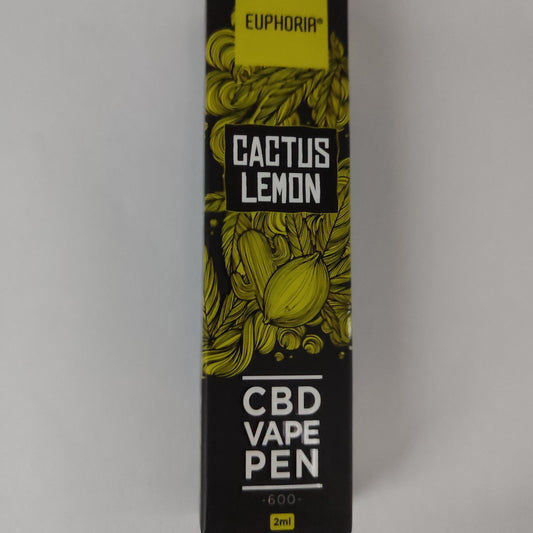 EUPHORIA®
CACTUS
LEMON
CBD
VAPE
PEN
-600-
2ml